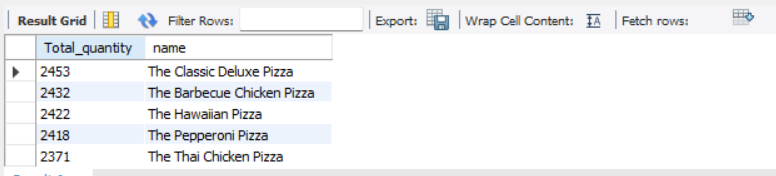 Result Grid Filter Rows: Export: Wrap Cell Content: IA Fetch rows:
Total_quantity name
2453 The Classic Deluxe Pizza
2432 The Barbecue Chicken Pizza
2422 The Hawaiian Pizza
2418 The Pepperoni Pizza
2371 The Thai Chicken Pizza